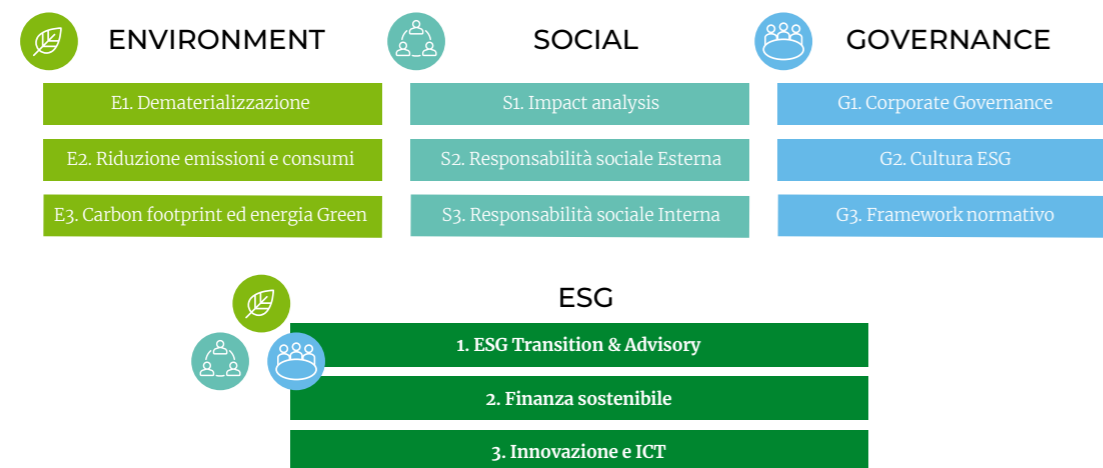 ENVIRONMENT
E1. Dematerializzazione
E2. Riduzione emissioni e consumi
E3. Carbon footprint ed energia Green
SOCIAL
S1. Impact analysis
S2. Responsabilità sociale Esterna
S3. Responsabilità sociale Interna
GOVERNANCE
G1. Corporate Governance
G2. Cultura ESG
G3. Framework normativo
ESG
1. ESG Transition & Advisory
2. Finanza sostenibile
3. Innovazione e ICT